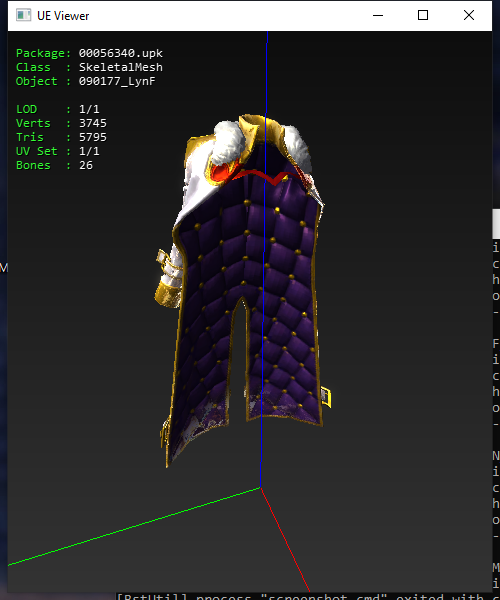 UE Viewer
Package: 00056340.upk
Class : SkeletalMesh
Object : 090177_LynF
LOD : 1/1
Verts : 3745
Tris : 5795
UV Set : 1/1
Bones : 26
M
i
c
h
o
-
F
i
c
h
o
-
N
i
c
h
o
-
M
i
[BstUtil] process "screenshot.cmd" exited with c